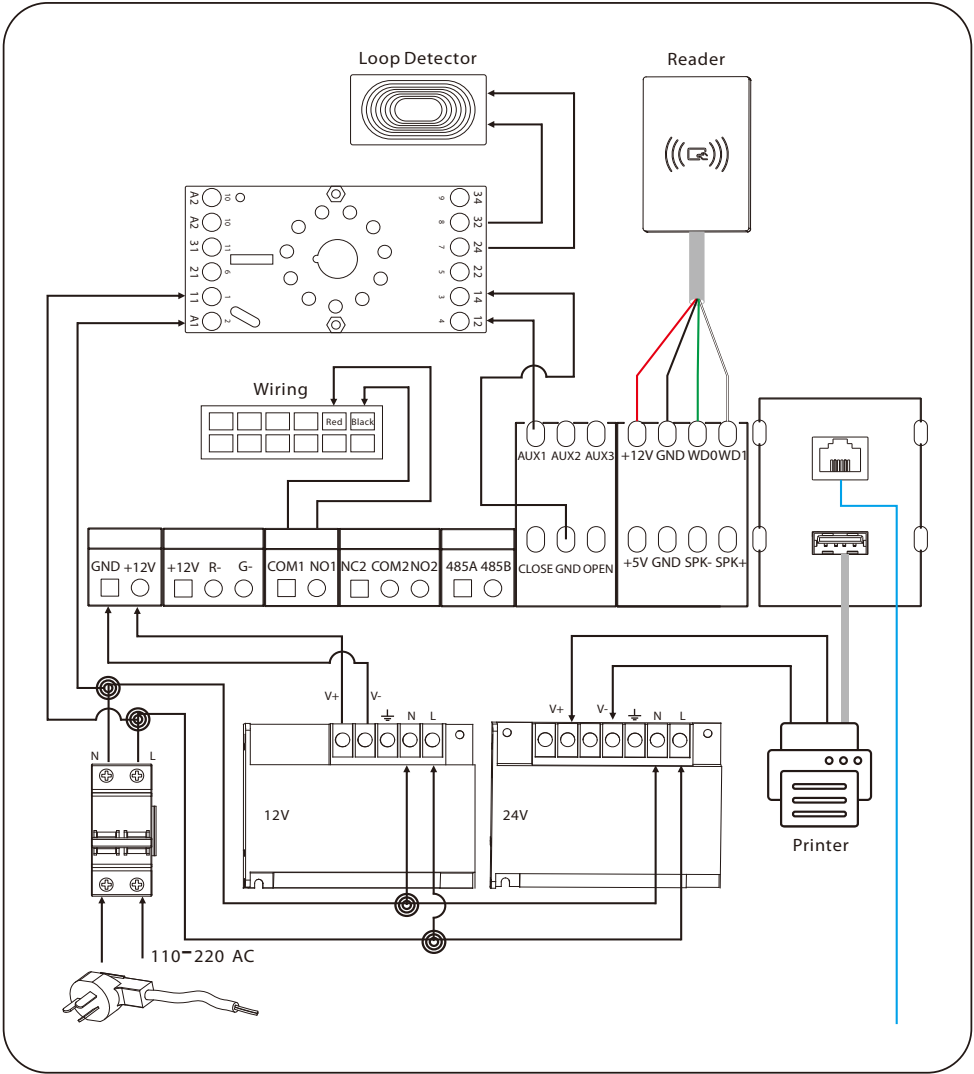 Loop Detector
Reader
A2 10 9 34
A2 10 8 32
31 11 7 24
21 6 5 22
11 1 3 14
A1 2 4 12
Wiring
Red Black
AUX1 AUX2 AUX3
+12V GND WD0 WD1
GND +12V
+12V R- G-
COM1 NO1
NC2 COM2 NO2
485A 485B
CLOSE GND OPEN
+5V GND SPK- SPK+
V+ V- N L
V+ V- N L
N L
12V
24V
Printer
110-220 AC